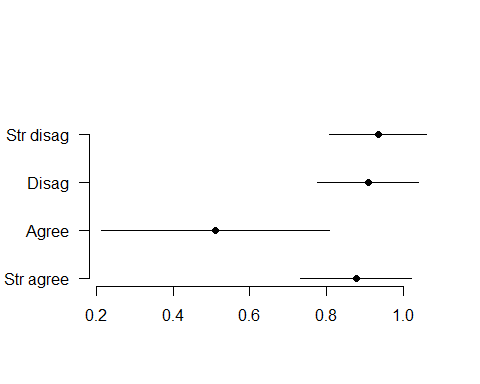 Str disag
Disag
Agree
Str agree
0.2 0.4 0.6 0.8 1.0